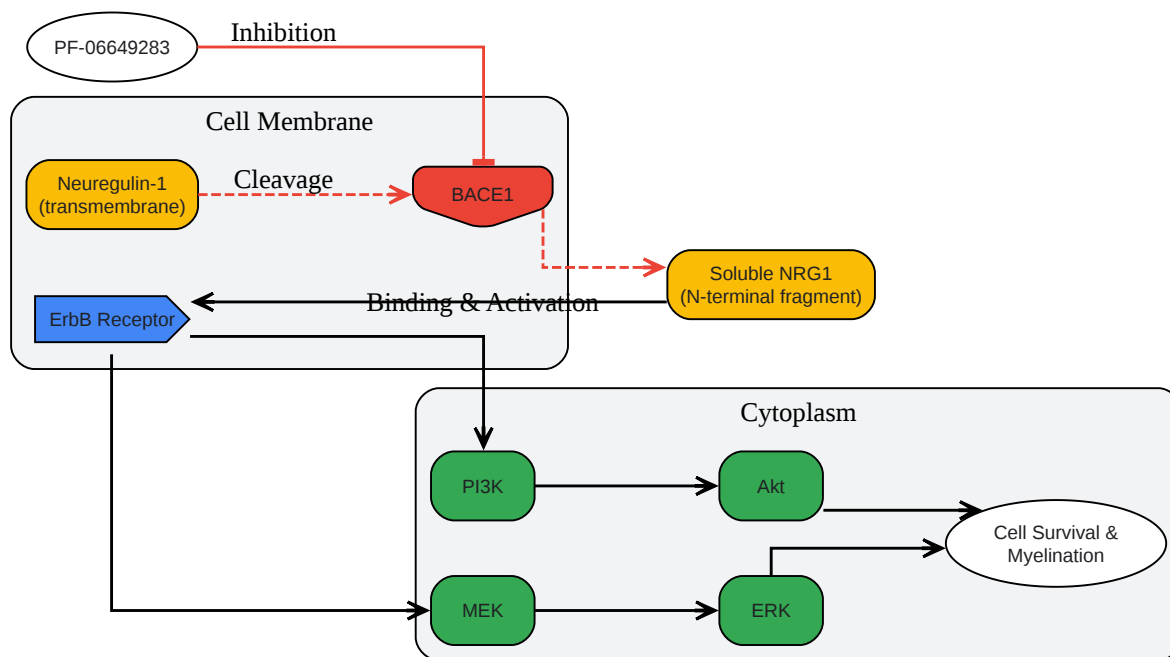 PF-06649283
Inhibition
Cell Membrane
Neuregulin-1
(transmembrane)
Cleavage
BACE1
Soluble NRG1
(N-terminal fragment)
Binding & Activation
ErbB Receptor
Cytoplasm
PI3K
Akt
Cell Survival &
Myelination
MEK
ERK